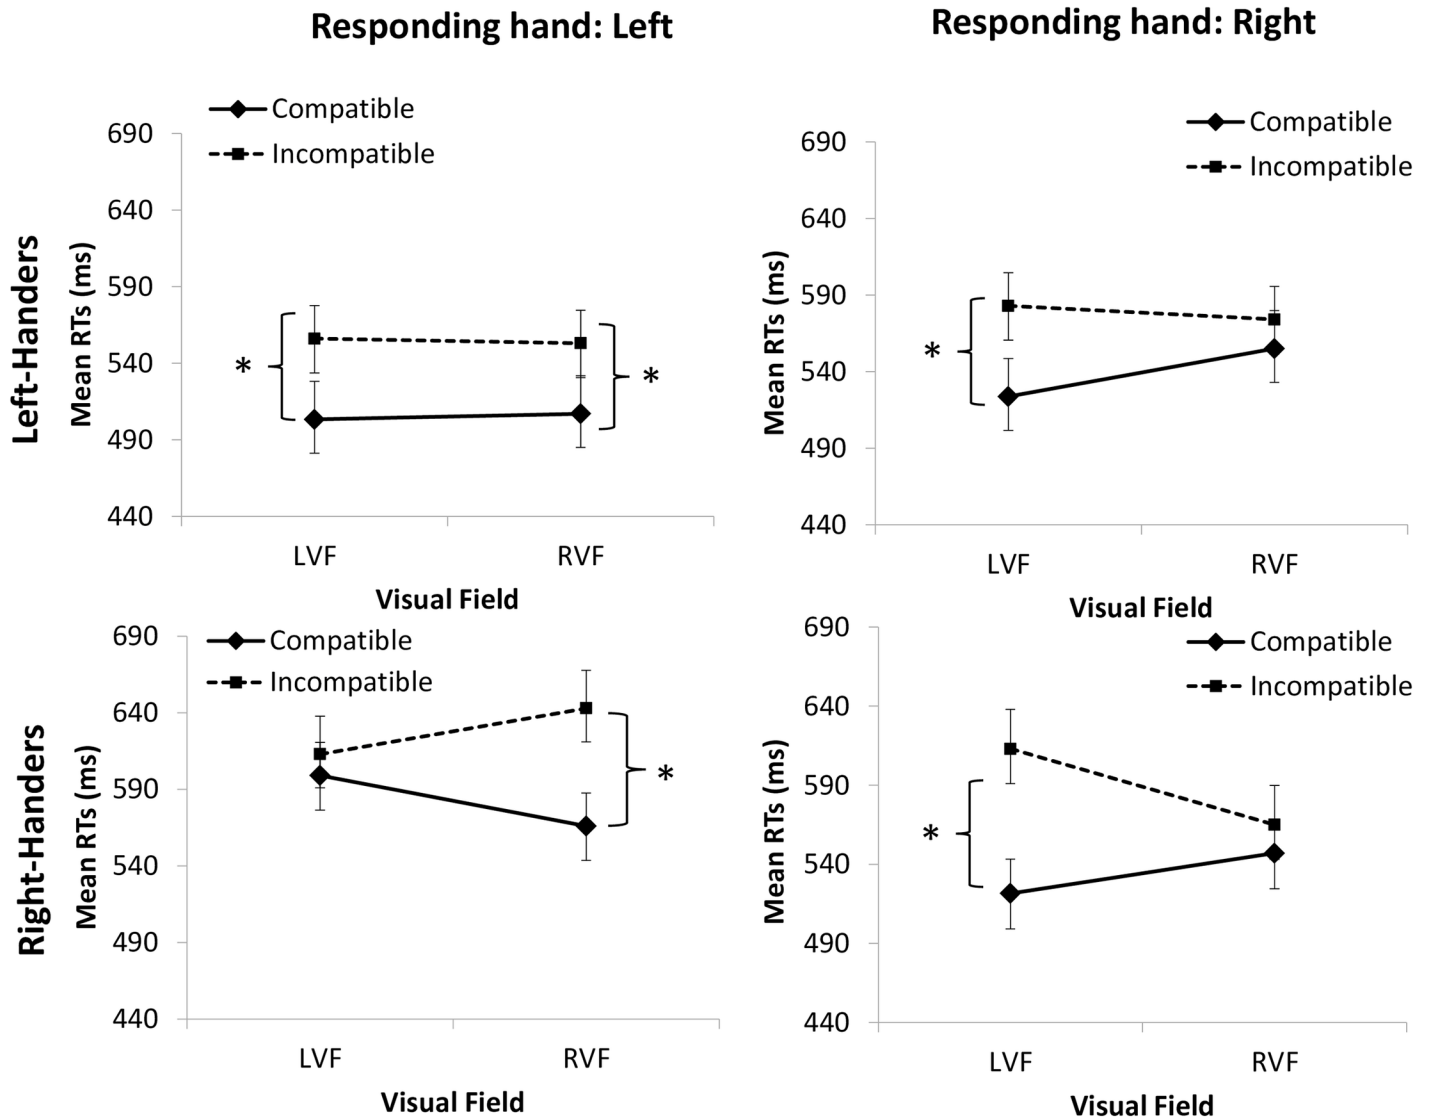 Responding hand: Left
Responding hand: Right
Left-Handers
Mean RTs (ms)
Compatible
Incompatible
690
640
590
540
490
440
*
*
LVF
RVF
Visual Field
Mean RTs (ms)
Compatible
Incompatible
690
640
590
540
490
440
*
LVF
RVF
Visual Field
Right-Handers
Mean RTs (ms)
Compatible
Incompatible
690
640
590
540
490
440
*
LVF
RVF
Visual Field
Mean RTs (ms)
Compatible
Incompatible
690
640
590
540
490
440
*
LVF
RVF
Visual Field